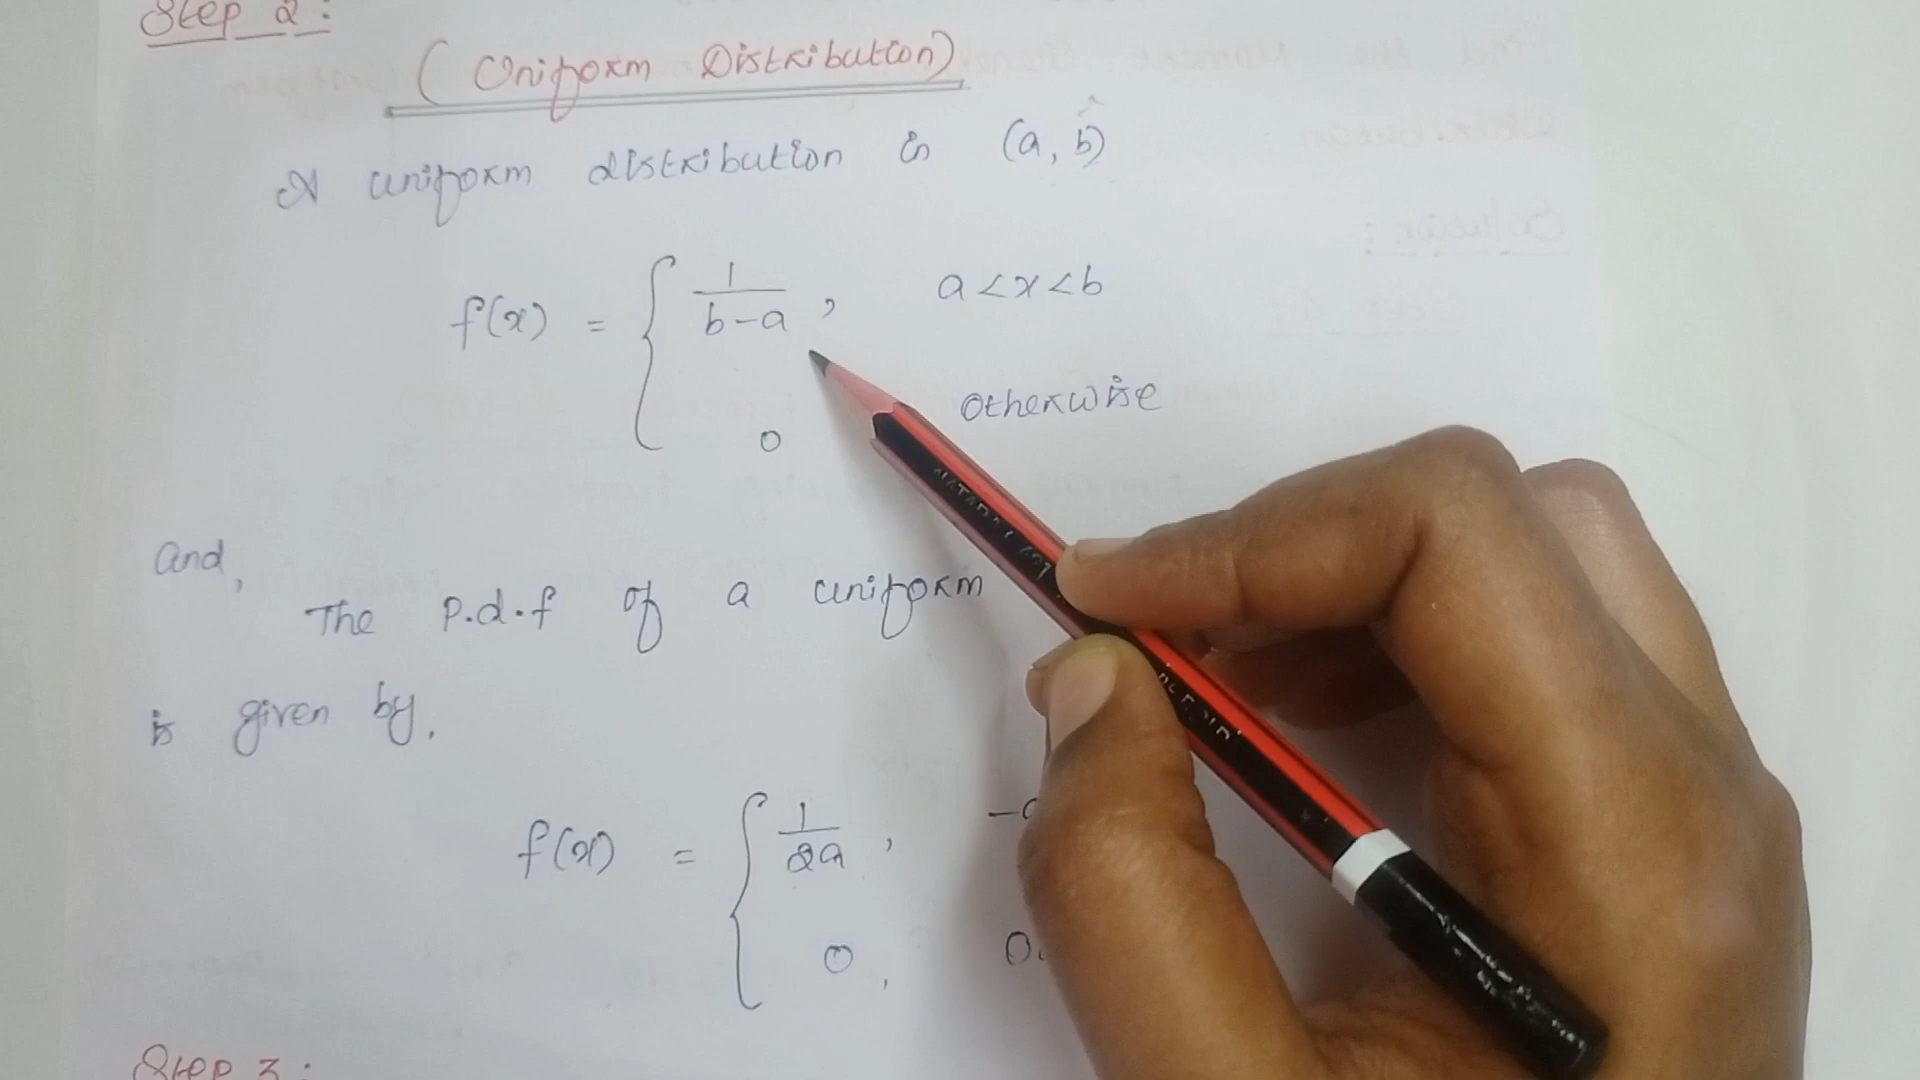 Step 2:
(Uniform Distribution)
A uniform distribution in (a, b)
f(x) = { 1/(b-a) , a<x<b
0 otherwise
and,
The p.d.f of a uniform
is given by,
f(x) = { 1/2a ,
0 ,
Step 3: